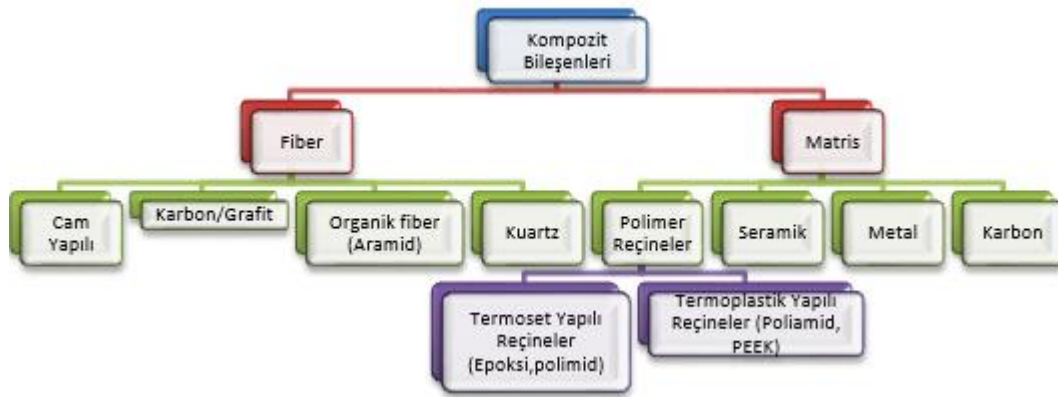 Kompozit
Bileşenleri
Fiber
Matris
Cam
Yapılı
Karbon/Grafit
Organik fiber
(Aramid)
Kuartz
Polimer
Reçineler
Seramik
Metal
Karbon
Termoset Yapılı
Reçineler
(Epoksi,polimid)
Termoplastik Yapılı
Reçineler (Poliamid,
PEEK)